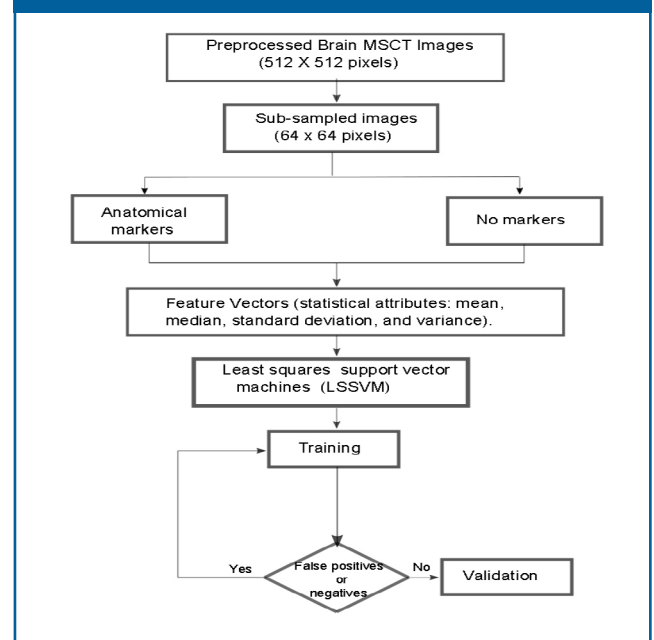 Preprocessed Brain MSCT Images
(512 X 512 pixels)
Sub-sampled images
(64 x 64 pixels)
Anatomical
markers
No markers
Feature Vectors (statistical attributes: mean,
median, standard deviation, and variance).
Least squares support vector
machines (LSSVM)
Training
Yes
False positives
or
negatives
No
Validation